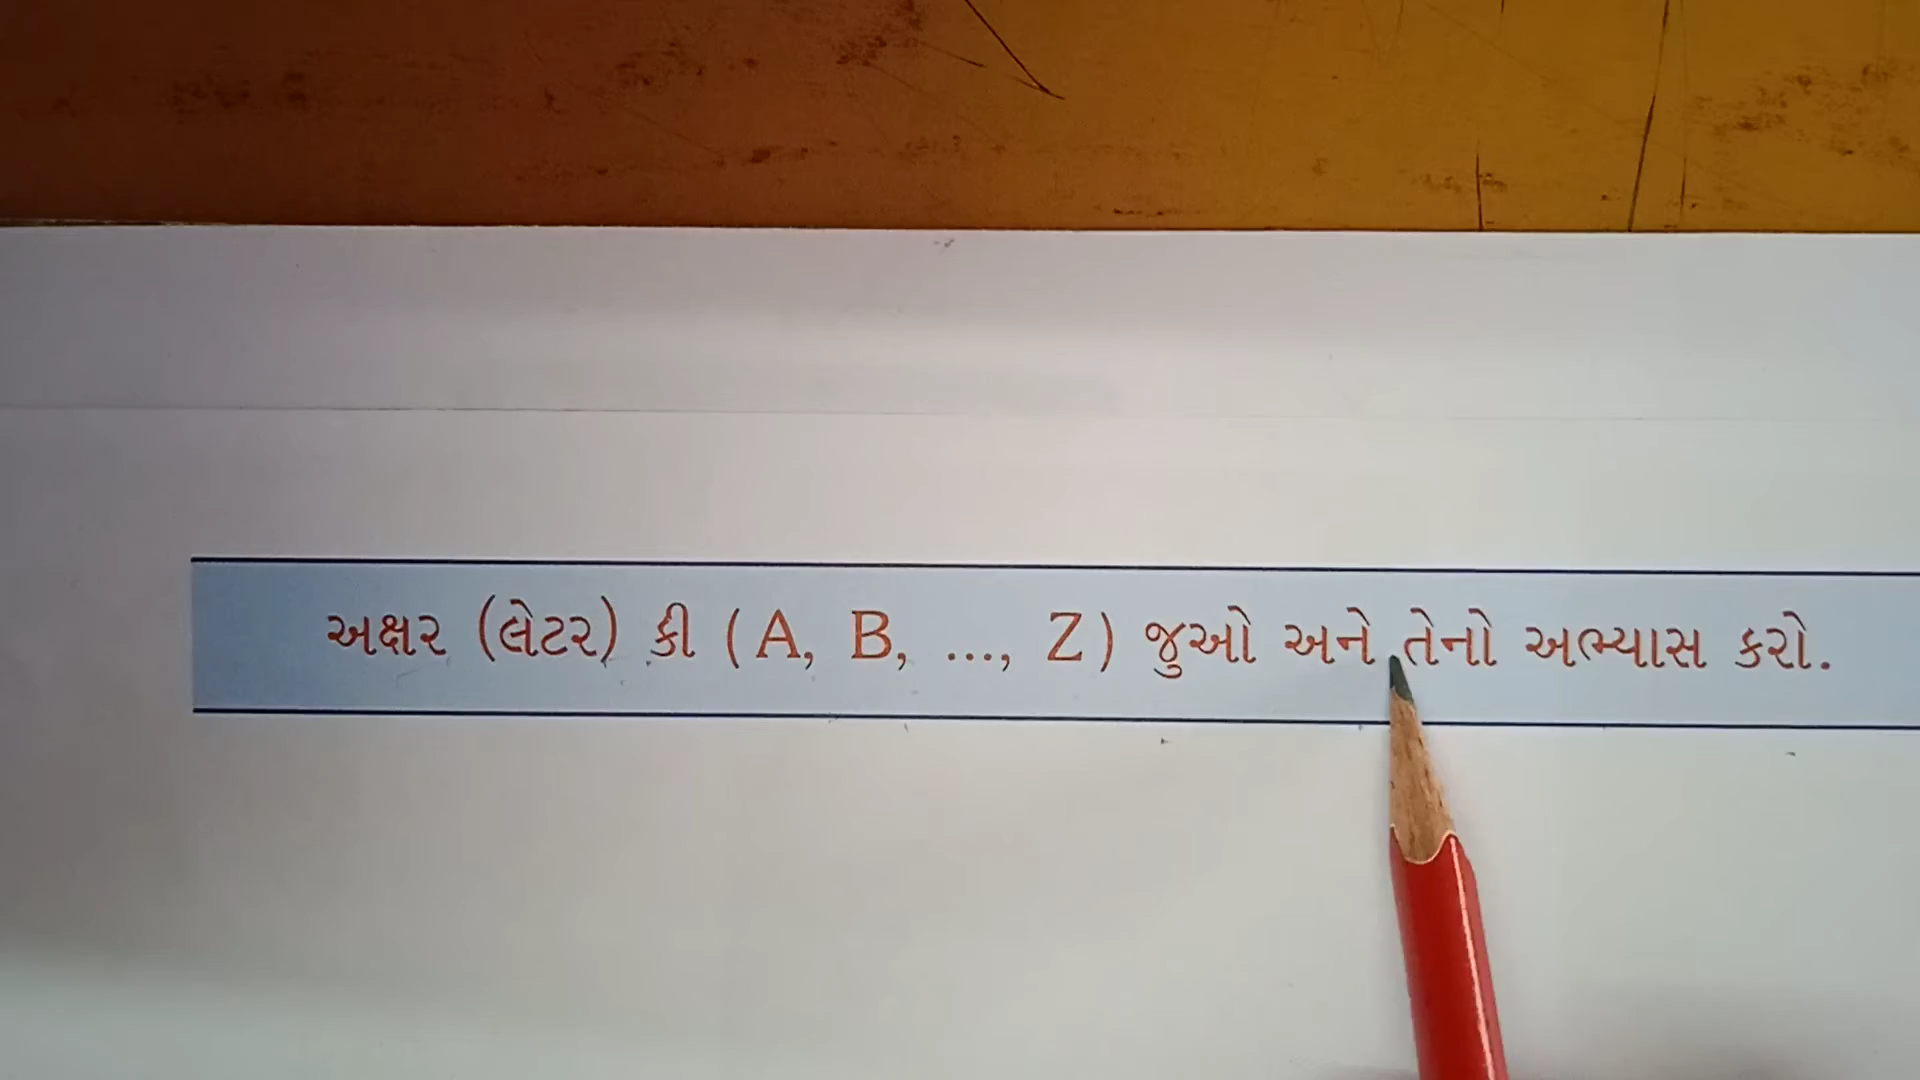 અક્ષર (લેટર) કી (A, B, ..., Z) જુઓ અને તેનો અભ્યાસ કરો.